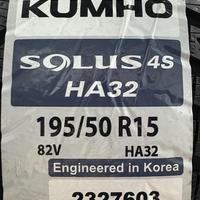 KUMHO
SOLUS 4S
HA32
195/50 R15
82V HA32
Engineered in Korea
2327603